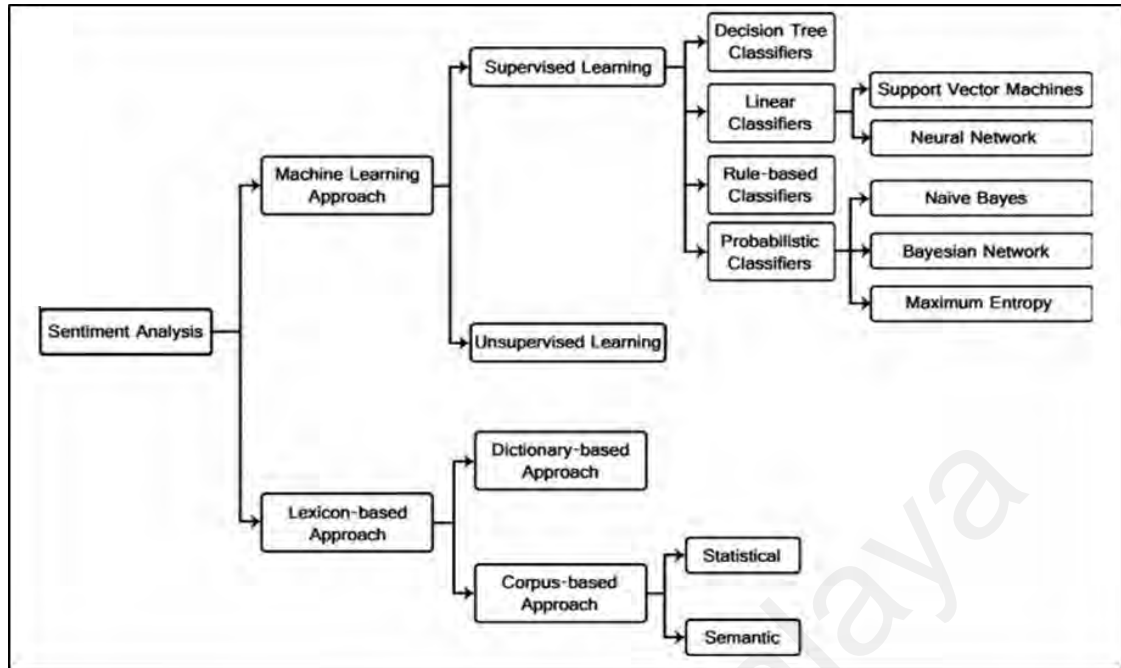 Decision Tree
Classifiers
Supervised Learning
Support Vector Machines
Linear
Classifiers
Neural Network
Machine Learning
Approach
Rule-based
Classifiers
Naive Bayes
Probabilistic
Classifiers
Bayesian Network
Maximum Entropy
Sentiment Analysis
Unsupervised Learning
Dictionary-based
Approach
Lexicon-based
Approach
Statistical
Corpus-based
Approach
Semantic